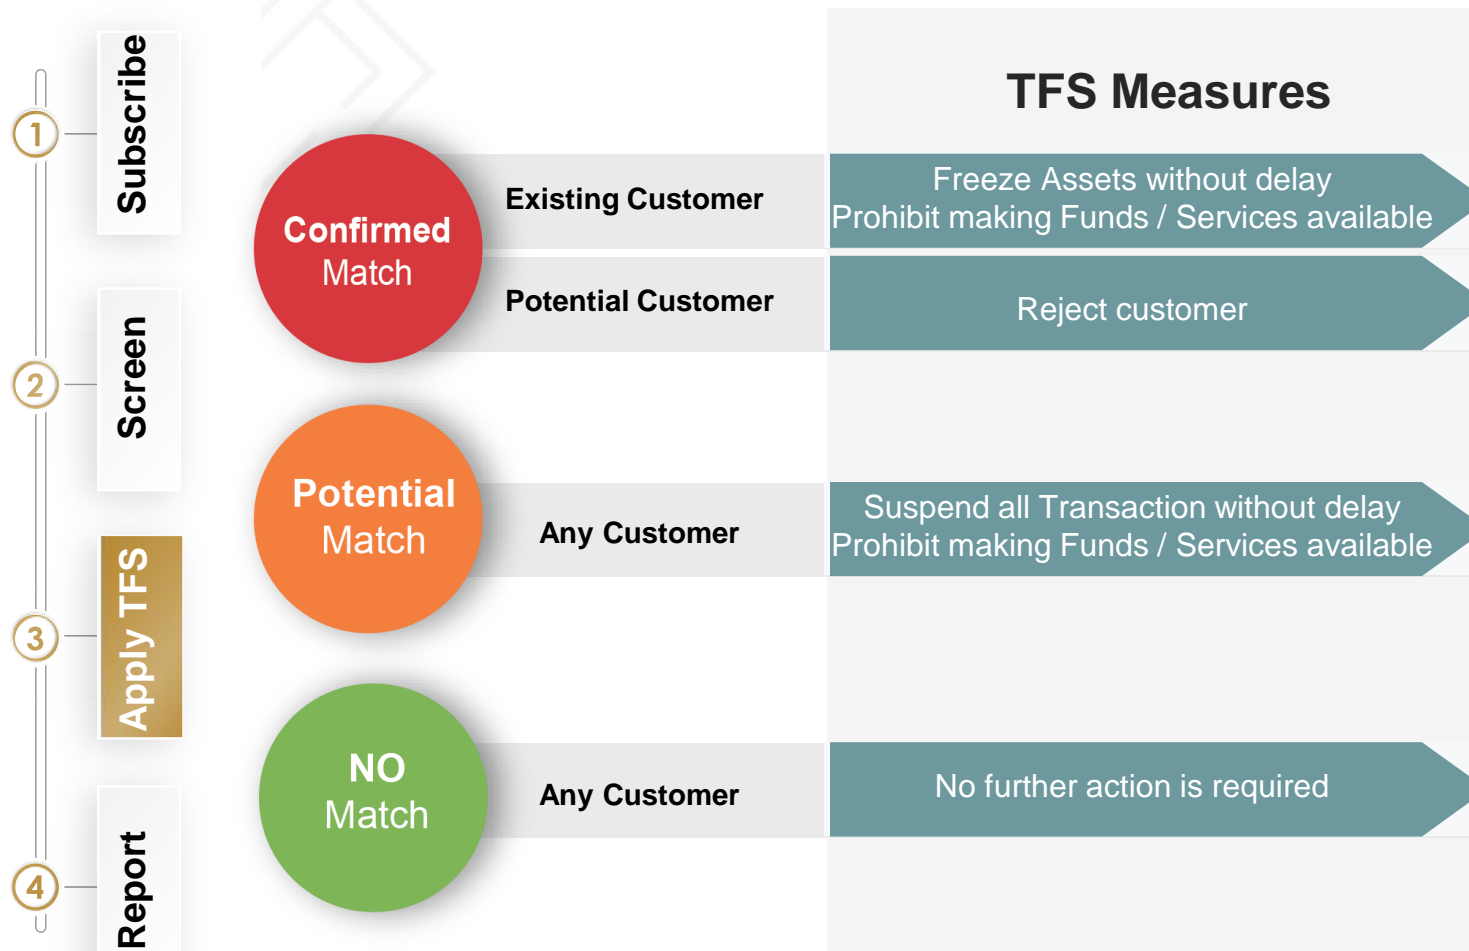 1
Subscribe
2
Screen
3
Apply TFS
4
Report
TFS Measures
Confirmed
Match
Existing Customer
Freeze Assets without delay
Prohibit making Funds / Services available
Potential Customer
Reject customer
Potential
Match
Any Customer
Suspend all Transaction without delay
Prohibit making Funds / Services available
NO
Match
Any Customer
No further action is required